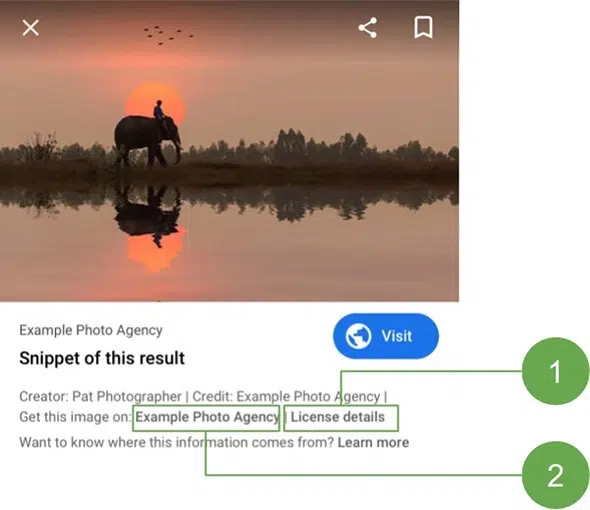 Example Photo Agency
Visit
Snippet of this result
Creator: Pat Photographer | Credit: Example Photo Agency |
Get this image on: Example Photo Agency | License details
Want to know where this information comes from? Learn more
1
2